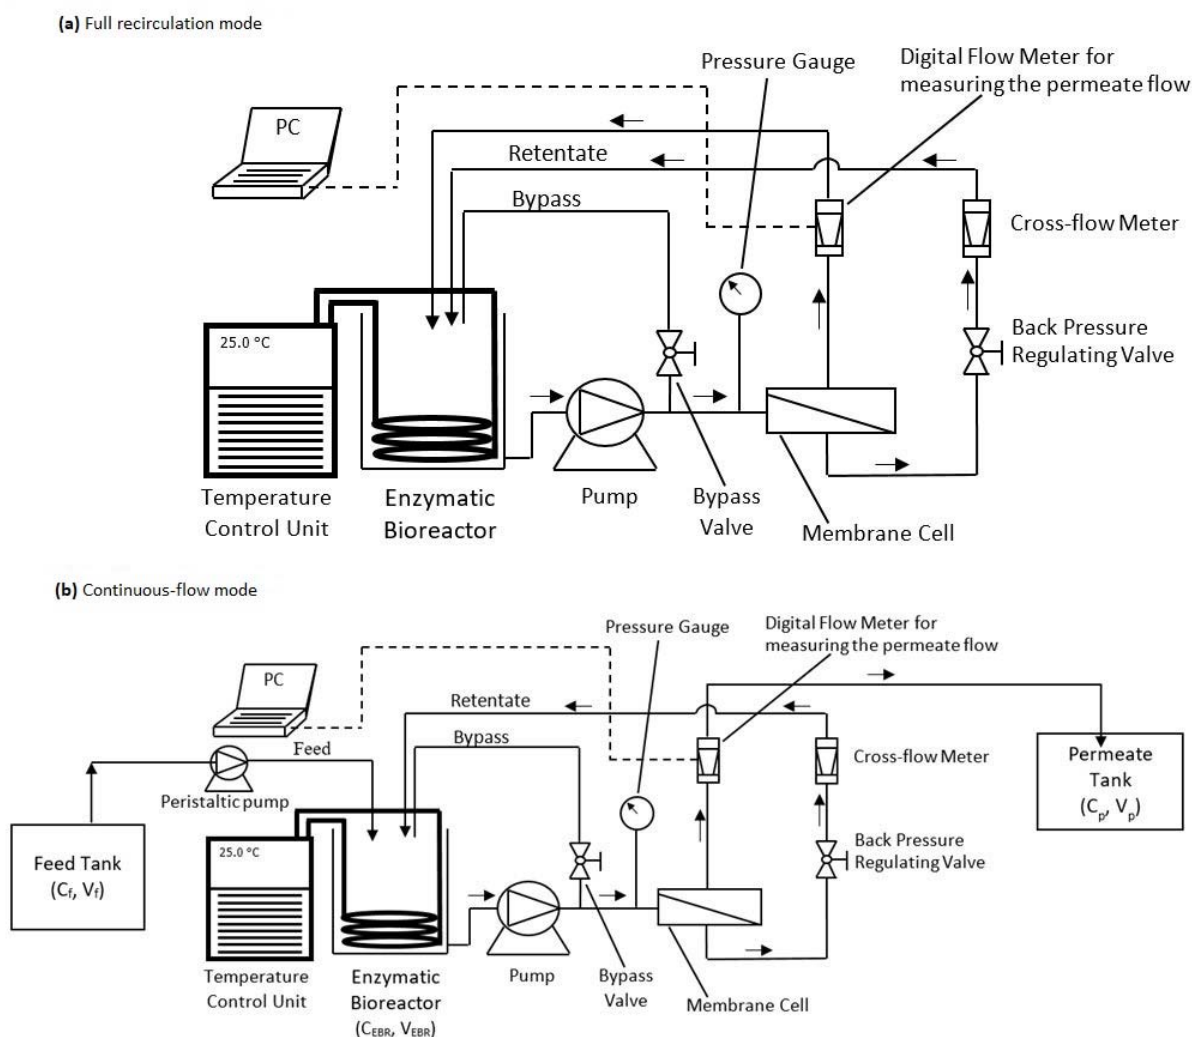 (a) Full recirculation mode
Pressure Gauge
Digital Flow Meter for
measuring the permeate flow
PC
Retentate
Bypass
Cross-flow Meter
25.0 °C
Back Pressure
Regulating Valve
Temperature
Control Unit
Enzymatic
Bioreactor
Pump
Bypass
Valve
Membrane Cell
(b) Continuous-flow mode
Pressure Gauge
Digital Flow Meter for
measuring the permeate flow
PC
Retentate
Feed
Bypass
Cross-flow Meter
Permeate
Tank
(Cp, Vp)
Peristaltic pump
Feed Tank
(Cf, Vf)
25.0 °C
Back Pressure
Regulating Valve
Temperature
Control Unit
Enzymatic
Bioreactor
(CEBR, VEBR)
Pump
Bypass
Valve
Membrane Cell